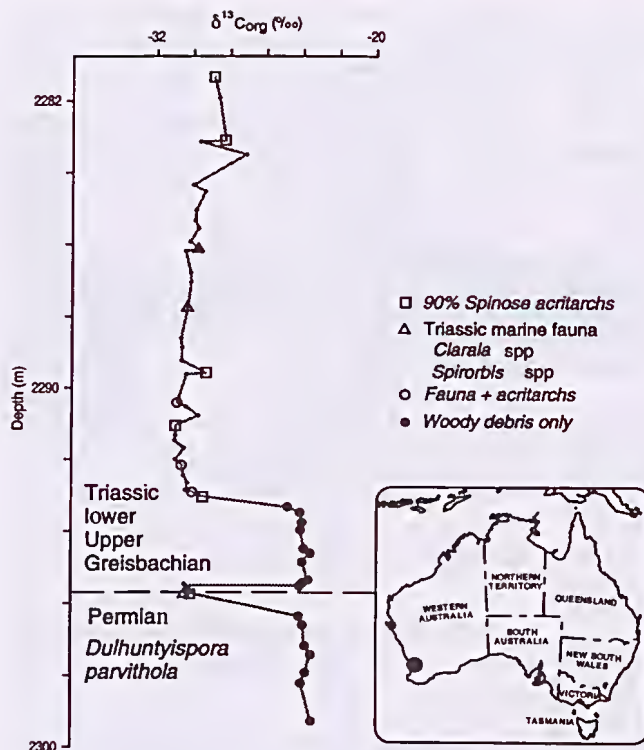 δ13Corg (‰)
-32
-20
2282
2290
2300
Depth (m)
90% Spinose acritarchs
Triassic marine fauna
Claraia spp
Spirorbis spp
Fauna + acritarchs
Woody debris only
Triassic
lower
Upper
Greisbachian
Permian
Dulhuntyispora
parvithola
WESTERN
AUSTRALIA
NORTHERN
TERRITORY
QUEENSLAND
SOUTH
AUSTRALIA
NEW SOUTH
WALES
VICTORIA
TASMANIA